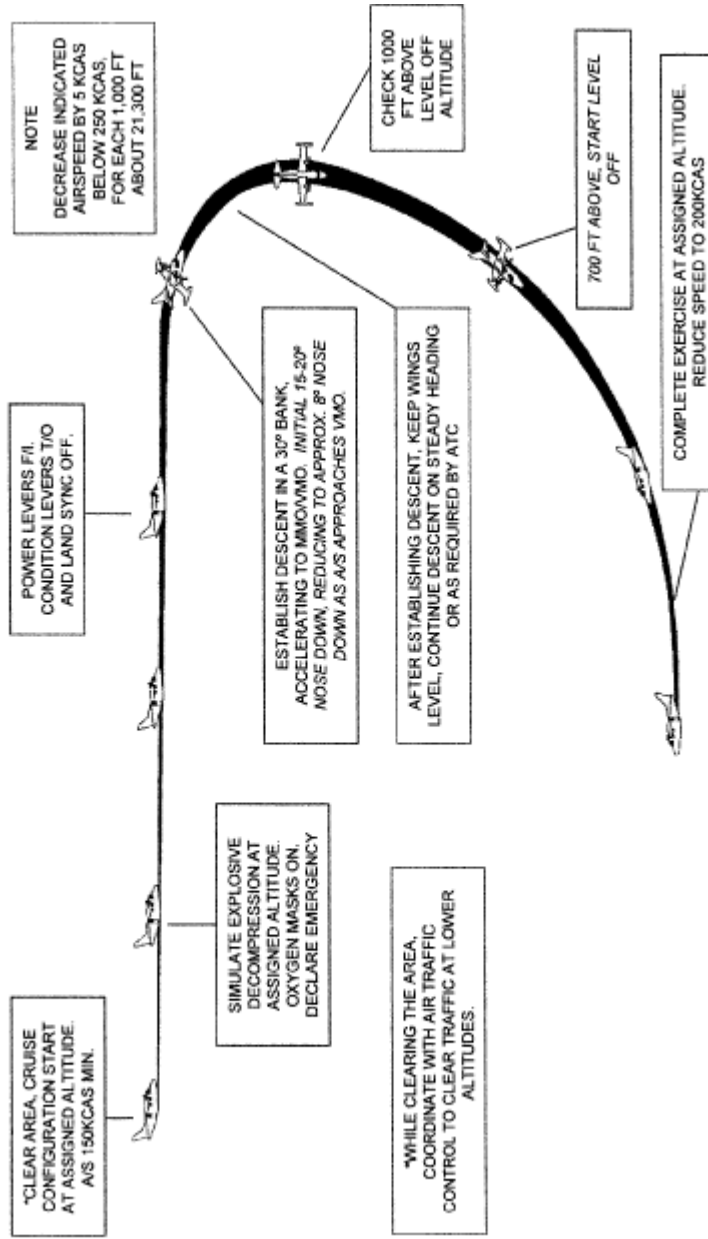 *CLEAR AREA, CRUISE
CONFIGURATION START
AT ASSIGNED ALTITUDE.
A/S 150KCAS MIN.
SIMULATE EXPLOSIVE
DECOMPRESSION AT
ASSIGNED ALTITUDE.
OXYGEN MASKS ON.
DECLARE EMERGENCY
POWER LEVERS F/I.
CONDITION LEVERS T/O
AND LAND SYNC OFF.
NOTE
DECREASE INDICATED
AIRSPEED BY 5 KCAS
BELOW 250 KCAS,
FOR EACH 1,000 FT
ABOUT 21,300 FT
ESTABLISH DESCENT IN A 30º BANK,
ACCELERATING TO MMO/VMO. INITIAL 15-20º
NOSE DOWN, REDUCING TO APPROX. 8º NOSE
DOWN AS A/S APPROACHES VMO.
CHECK 1000
FT ABOVE
LEVEL OFF
ALTITUDE
AFTER ESTABLISHING DESCENT, KEEP WINGS
LEVEL, CONTINUE DESCENT ON STEADY HEADING
OR AS REQUIRED BY ATC
700 FT ABOVE, START LEVEL
OFF
*WHILE CLEARING THE AREA,
COORDINATE WITH AIR TRAFFIC
CONTROL TO CLEAR TRAFFIC AT LOWER
ALTITUDES.
COMPLETE EXERCISE AT ASSIGNED ALTITUDE.
REDUCE SPEED TO 200KCAS